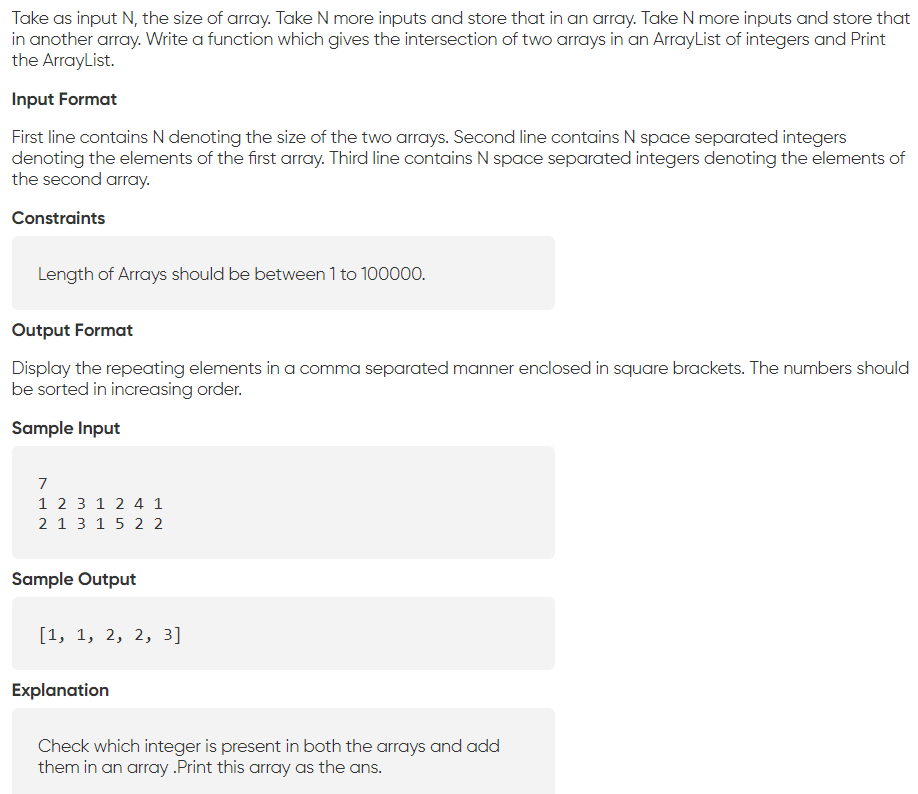 Take as input N, the size of array. Take N more inputs and store that in an array. Take N more inputs and store that
in another array. Write a function which gives the intersection of two arrays in an ArrayList of integers and Print
the ArrayList.
Input Format
First line contains N denoting the size of the two arrays. Second line contains N space separated integers
denoting the elements of the first array. Third line contains N space separated integers denoting the elements of
the second array.
Constraints
Length of Arrays should be between 1 to 100000.
Output Format
Display the repeating elements in a comma separated manner enclosed in square brackets. The numbers should
be sorted in increasing order.
Sample Input
7
1 2 3 1 2 4 1
2 1 3 1 5 2 2
Sample Output
[1, 1, 2, 2, 3]
Explanation
Check which integer is present in both the arrays and add
them in an array .Print this array as the ans.